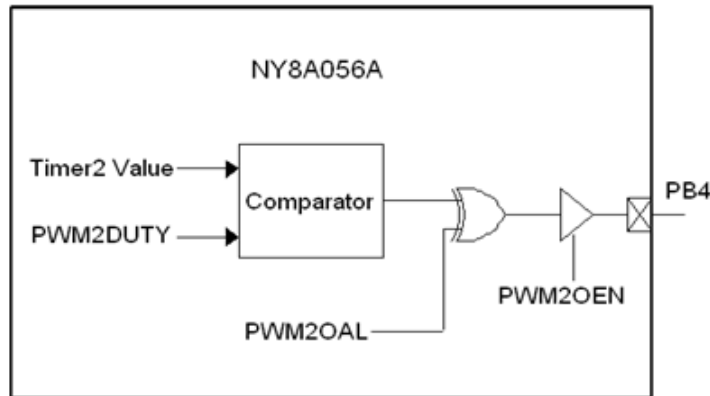 NY8A056A
Timer2 Value
Comparator
PB4
PWM2DUTY
PWM2OEN
PWM2OAL